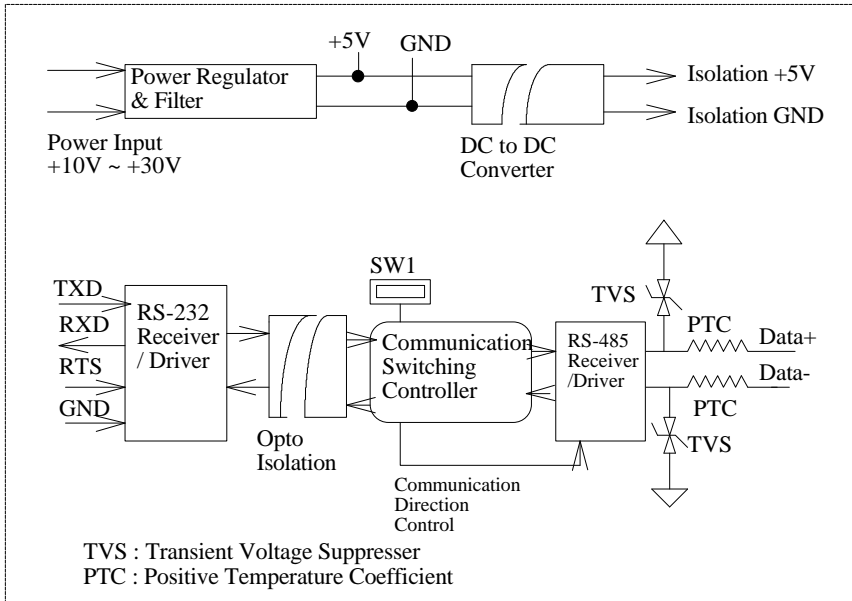 +5V
GND
Power Regulator
& Filter
Isolation +5V
Isolation GND
Power Input
+10V ~ +30V
DC to DC
Converter
SW1
TXD
RXD
RTS
GND
RS-232
Receiver
/ Driver
Opto
Isolation
Communication
Switching
Controller
RS-485
Receiver
/Driver
TVS
PTC
Data+
Data-
PTC
TVS
Communication
Direction
Control
TVS : Transient Voltage Suppresser
PTC : Positive Temperature Coefficient